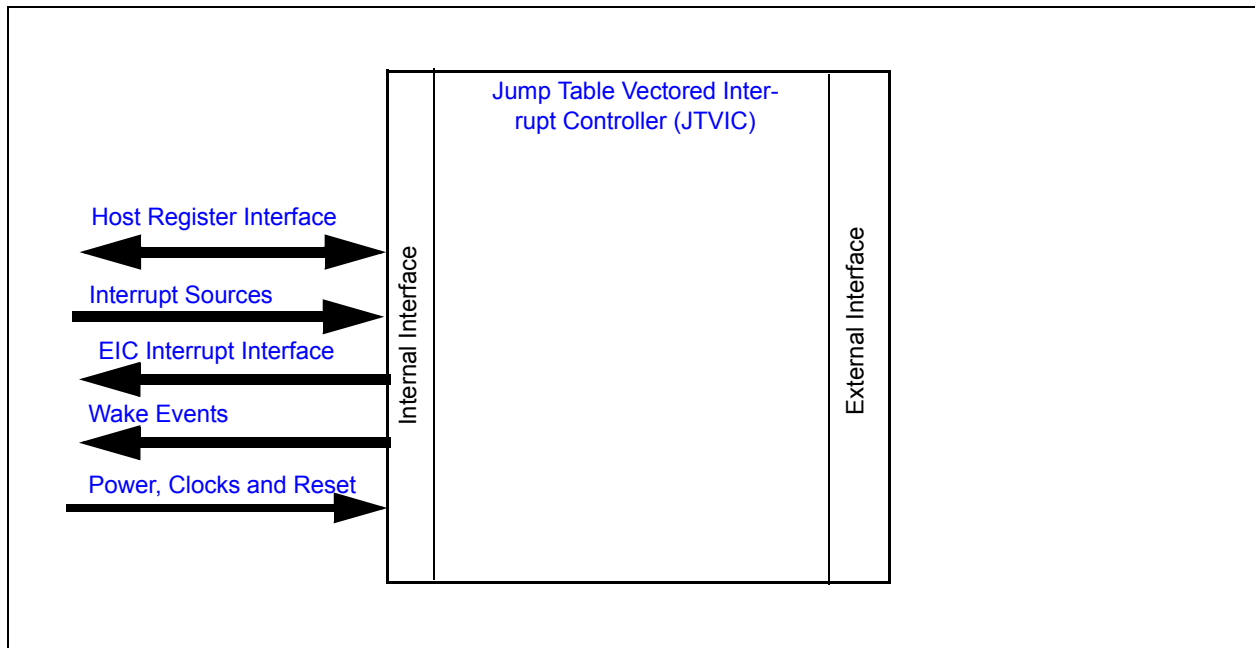 Jump Table Vectored Inter-
rupt Controller (JTVIC)
Host Register Interface
Interrupt Sources
EIC Interrupt Interface
Wake Events
Power, Clocks and Reset
Internal Interface
External Interface